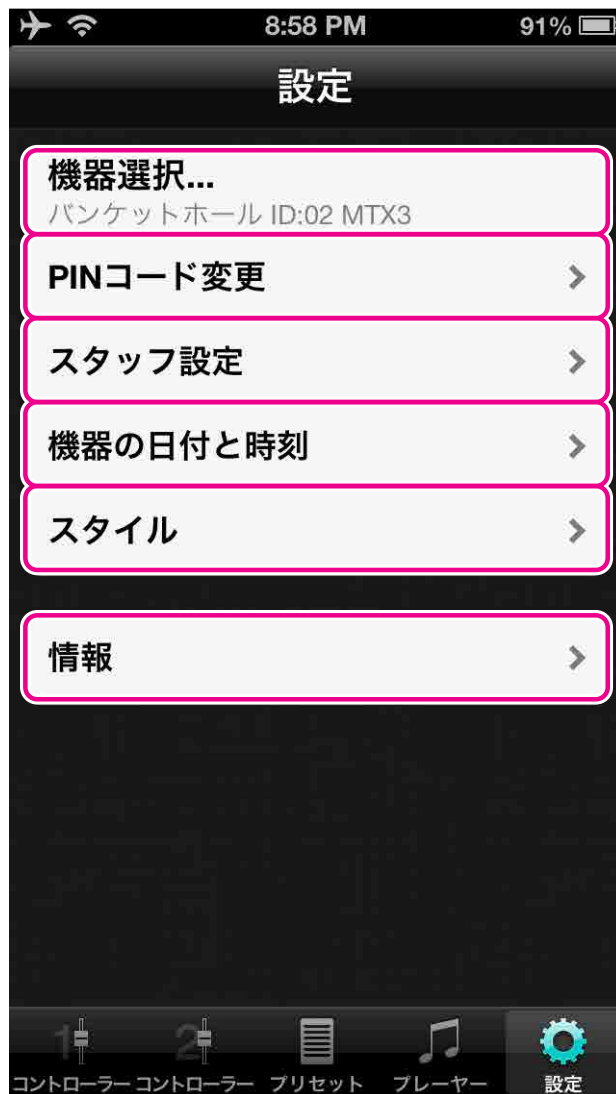 8:58 PM 91%
設定
機器選択...
バンケットホール ID:02 MTX3
PINコード変更
スタッフ設定
機器の日付と時刻
スタイル
情報
1 2
コントローラー コントローラー プリセット プレーヤー 設定